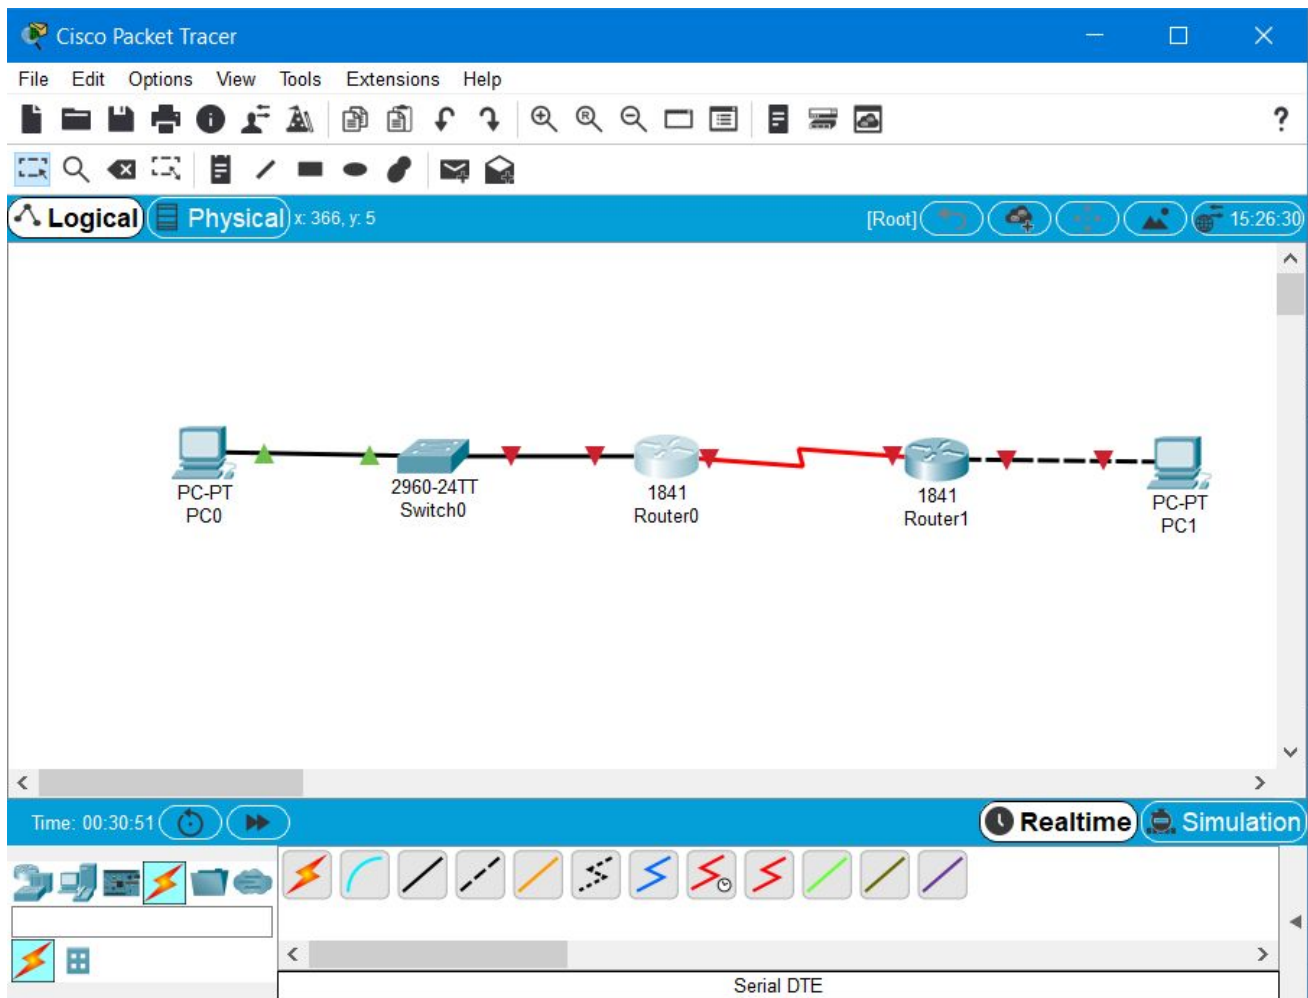 Cisco Packet Tracer
File Edit Options View Tools Extensions Help
R
?
Logical Physical x: 366, y: 5 [Root] 15:26:30
PC-PT
PC0
2960-24TT
Switch0
1841
Router0
1841
Router1
PC-PT
PC1
Time: 00:30:51 Realtime Simulation
Serial DTE